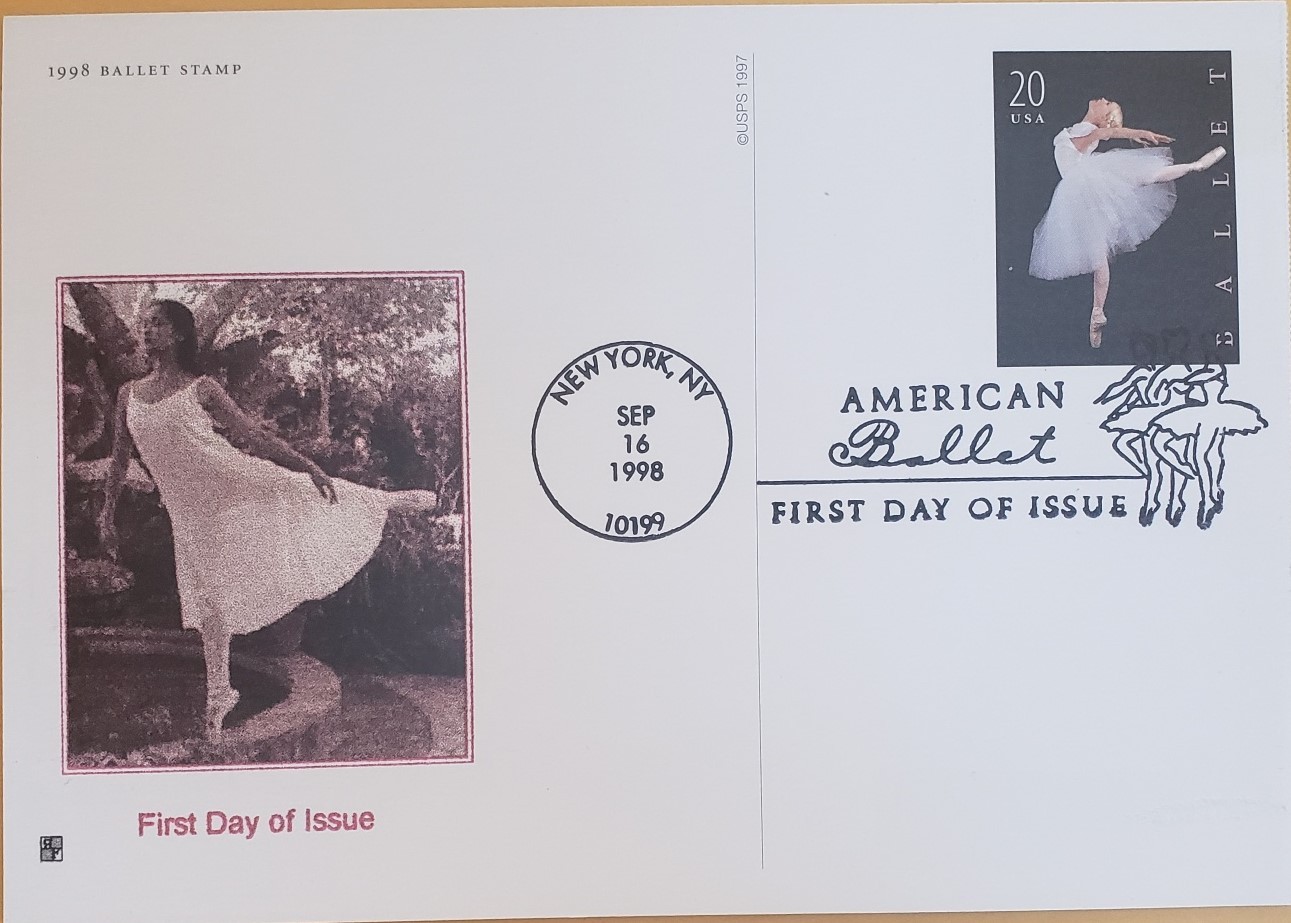 1998 BALLET STAMP
©USPS 1997
20
USA
BALLET
NEW YORK, NY
SEP
16
1998
10199
AMERICAN
Ballet
FIRST DAY OF ISSUE
First Day of Issue